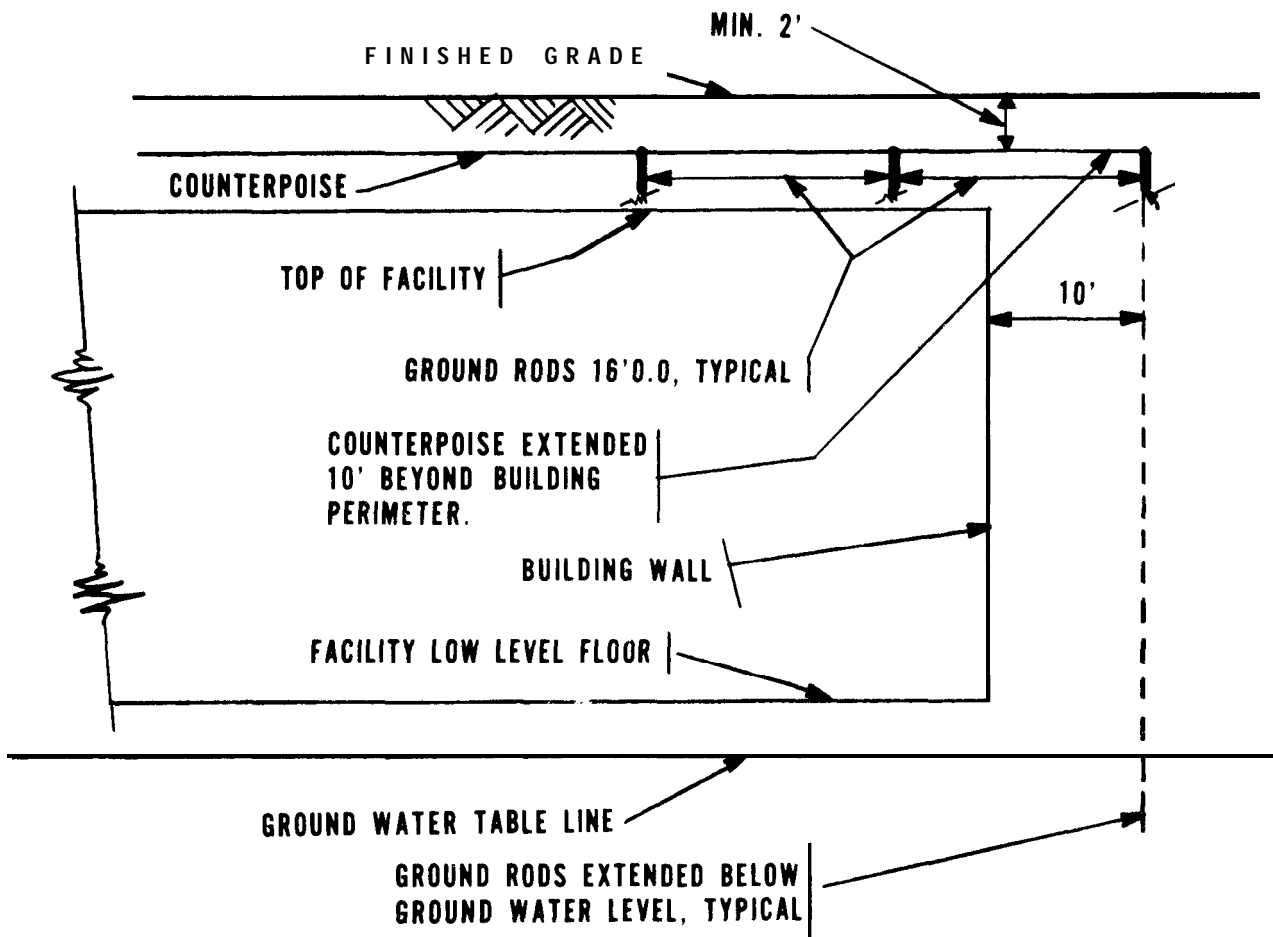 MIN. 2'
FINISHED GRADE
COUNTERPOISE
TOP OF FACILITY
10'
GROUND RODS 16'0.0, TYPICAL
COUNTERPOISE EXTENDED
10' BEYOND BUILDING
PERIMETER.
BUILDING WALL
FACILITY LOW LEVEL FLOOR
GROUND WATER TABLE LINE
GROUND RODS EXTENDED BELOW
GROUND WATER LEVEL, TYPICAL